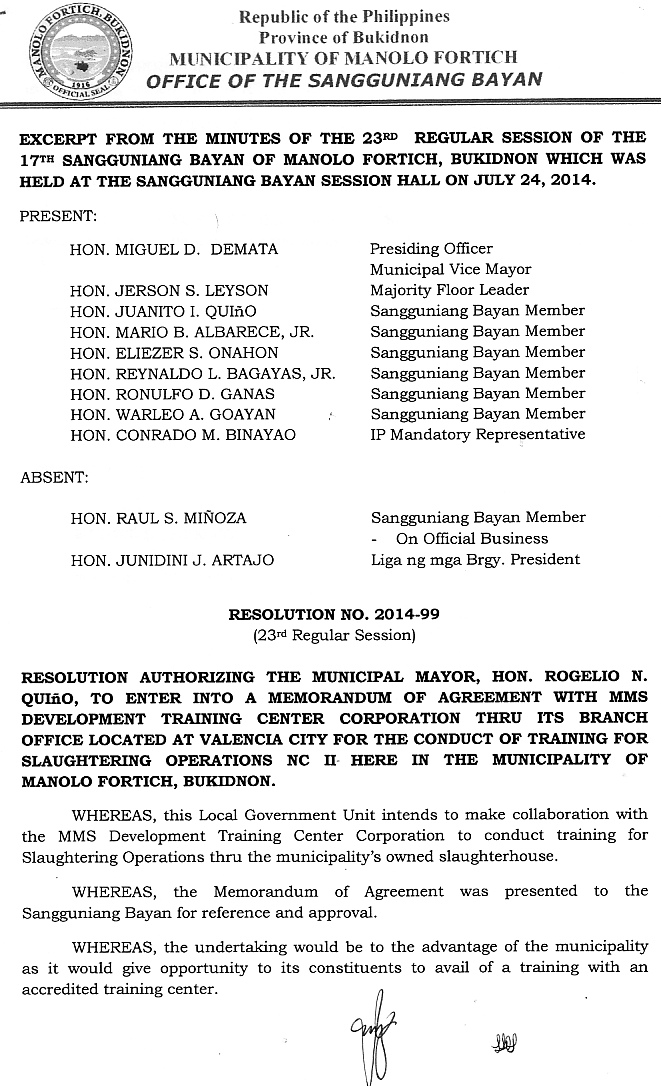 MANOLO FORTICH, BUKIDNON
1916
OFFICIAL SEAL
Republic of the Philippines
Province of Bukidnon
MUNICIPALITY OF MANOLO FORTICH
OFFICE OF THE SANGGUNIANG BAYAN
EXCERPT FROM THE MINUTES OF THE 23RD REGULAR SESSION OF THE
17TH SANGGUNIANG BAYAN OF MANOLO FORTICH, BUKIDNON WHICH WAS
HELD AT THE SANGGUNIANG BAYAN SESSION HALL ON JULY 24, 2014.
PRESENT:
HON. MIGUEL D. DEMATA Presiding Officer
Municipal Vice Mayor
HON. JERSON S. LEYSON Majority Floor Leader
HON. JUANITO I. QUIñO Sangguniang Bayan Member
HON. MARIO B. ALBARECE, JR. Sangguniang Bayan Member
HON. ELIEZER S. ONAHON Sangguniang Bayan Member
HON. REYNALDO L. BAGAYAS, JR. Sangguniang Bayan Member
HON. RONULFO D. GANAS Sangguniang Bayan Member
HON. WARLEO A. GOAYAN Sangguniang Bayan Member
HON. CONRADO M. BINAYAO IP Mandatory Representative
ABSENT:
HON. RAUL S. MIÑOZA Sangguniang Bayan Member
- On Official Business
HON. JUNIDINI J. ARTAJO Liga ng mga Brgy. President
RESOLUTION NO. 2014-99
(23rd Regular Session)
RESOLUTION AUTHORIZING THE MUNICIPAL MAYOR, HON. ROGELIO N.
QUIñO, TO ENTER INTO A MEMORANDUM OF AGREEMENT WITH MMS
DEVELOPMENT TRAINING CENTER CORPORATION THRU ITS BRANCH
OFFICE LOCATED AT VALENCIA CITY FOR THE CONDUCT OF TRAINING FOR
SLAUGHTERING OPERATIONS NC II HERE IN THE MUNICIPALITY OF
MANOLO FORTICH, BUKIDNON.
WHEREAS, this Local Government Unit intends to make collaboration with
the MMS Development Training Center Corporation to conduct training for
Slaughtering Operations thru the municipality's owned slaughterhouse.
WHEREAS, the Memorandum of Agreement was presented to the
Sangguniang Bayan for reference and approval.
WHEREAS, the undertaking would be to the advantage of the municipality
as it would give opportunity to its constituents to avail of a training with an
accredited training center.